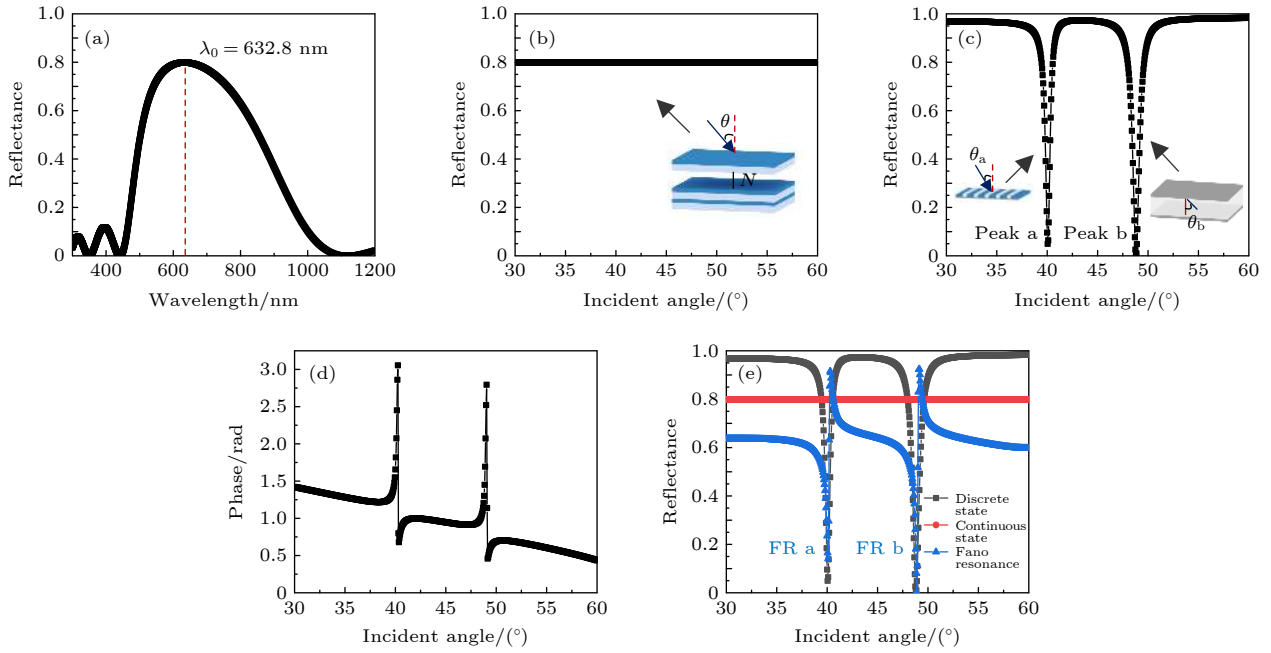 (a)
λ0 = 632.8 nm
Reflectance
1.0
0.8
0.6
0.4
0.2
0
400 600 800 1000 1200
Wavelength/nm
(b)
Reflectance
1.0
0.8
0.6
0.4
0.2
0
θ
N
30 35 40 45 50 55 60
Incident angle/(°)
(c)
Reflectance
1.0
0.8
0.6
0.4
0.2
0
θa
θb
Peak a
Peak b
30 35 40 45 50 55 60
Incident angle/(°)
(d)
Phase/rad
3.0
2.5
2.0
1.5
1.0
0.5
0
30 35 40 45 50 55 60
Incident angle/(°)
(e)
Reflectance
1.0
0.8
0.6
0.4
0.2
0
FR a
FR b
Discrete
state
Continuous
state
Fano
resonance
30 35 40 45 50 55 60
Incident angle/(°)